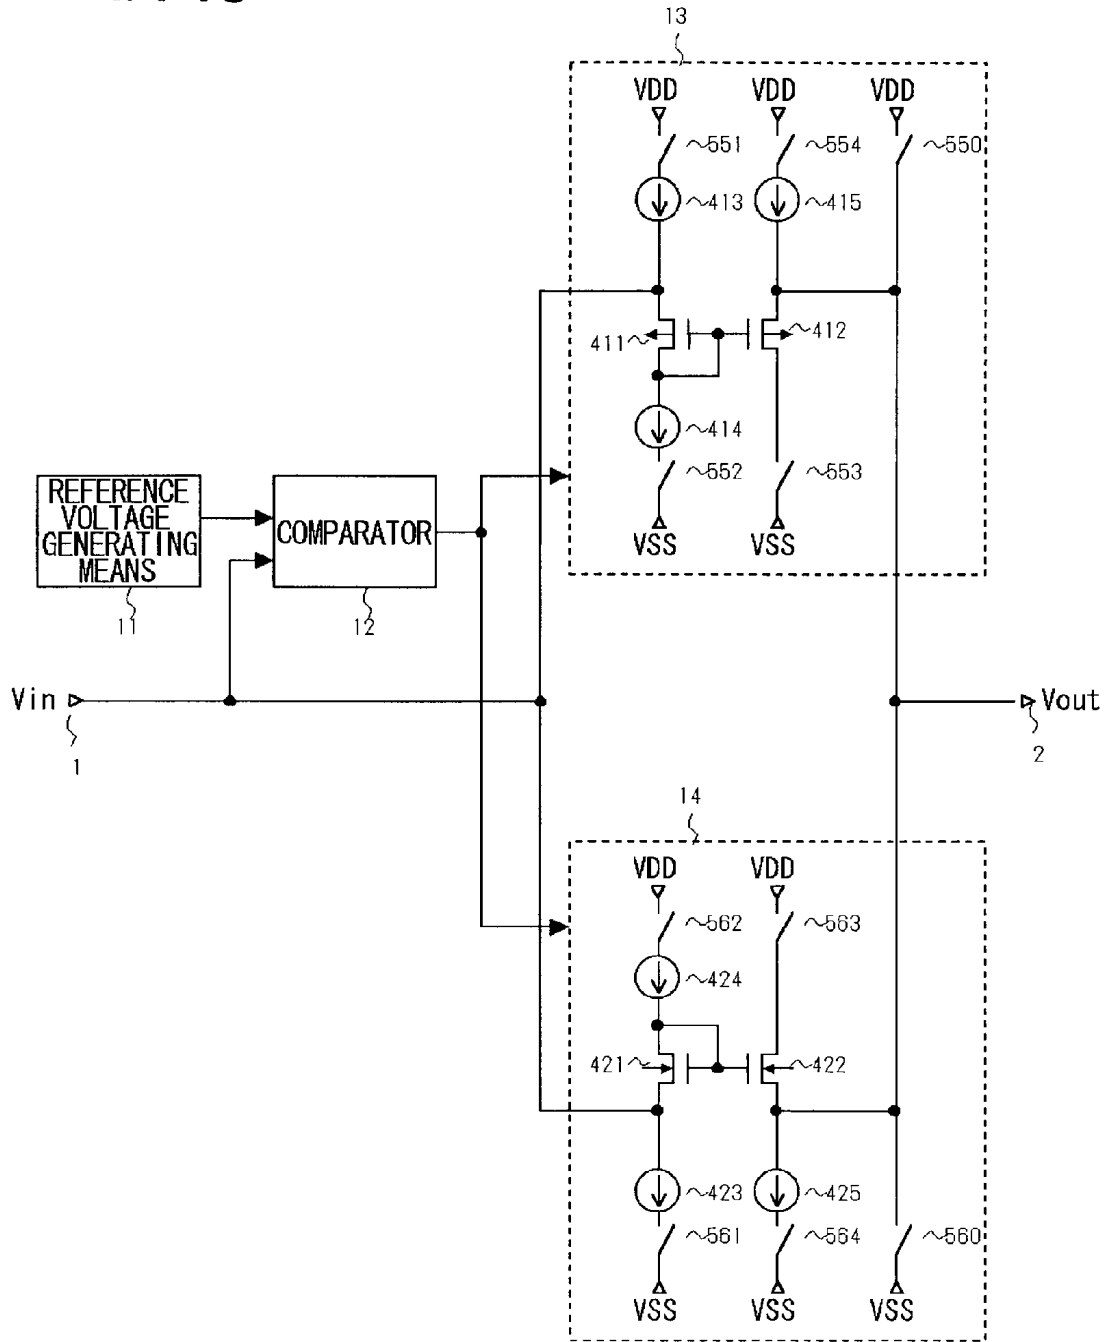 13
VDD VDD VDD
551 554 550
413 415
411 412
414
552 553
VSS VSS
REFERENCE
VOLTAGE
GENERATING
MEANS
COMPARATOR
11 12
Vin Vout
1 2
14
VDD VDD
562 563
424
421 422
423 425
561 564 560
VSS VSS VSS